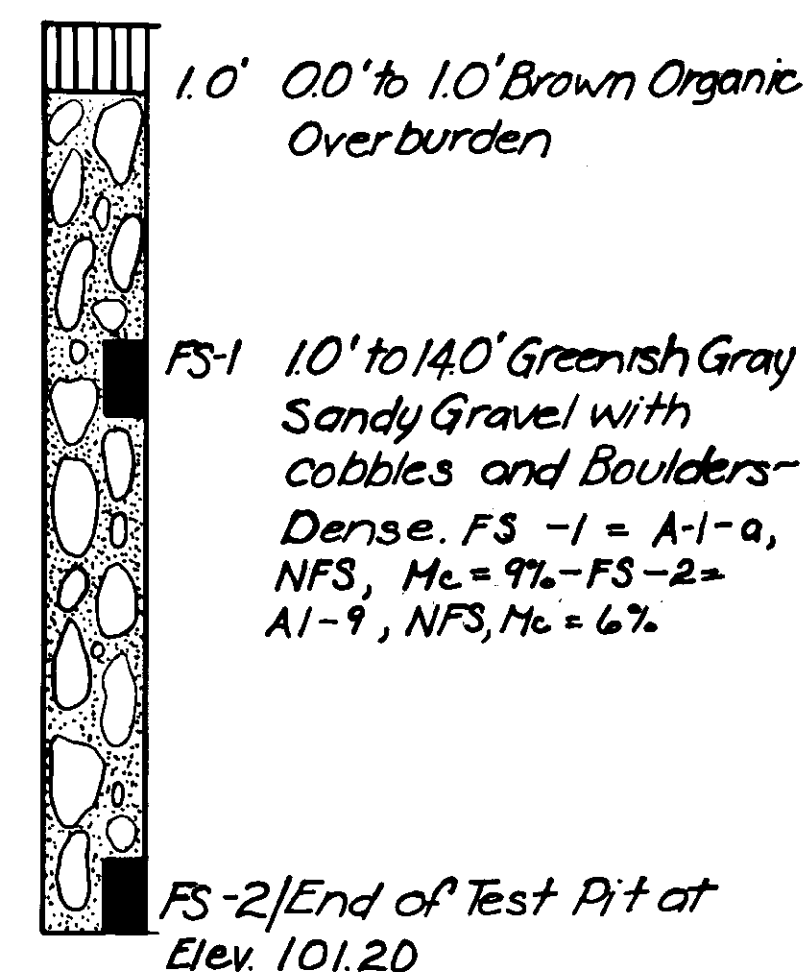 1.0' 0.0' to 1.0' Brown Organic
Overburden
FS-1 1.0' to 14.0' Greenish Gray
Sandy Gravel with
cobbles and Boulders-
Dense. FS -1 = A-1-a,
NFS, Mc = 9%-FS-2=
A1-9, NFS, Mc = 6%
FS-2/End of Test Pit at
Elev. 101.20